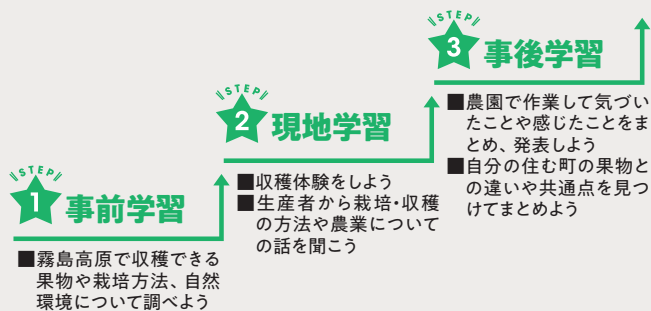 STEP
1 事前学習
■霧島高原で収穫できる
果物や栽培方法、自然
環境について調べよう
STEP
2 現地学習
■収穫体験をしよう
■生産者から栽培・収穫
の方法や農業について
の話を聞こう
STEP
3 事後学習
■農園で作業して気づい
たことや感じたことをま
とめ、発表しよう
■自分の住む町の果物と
の違いや共通点を見つ
けてまとめよう